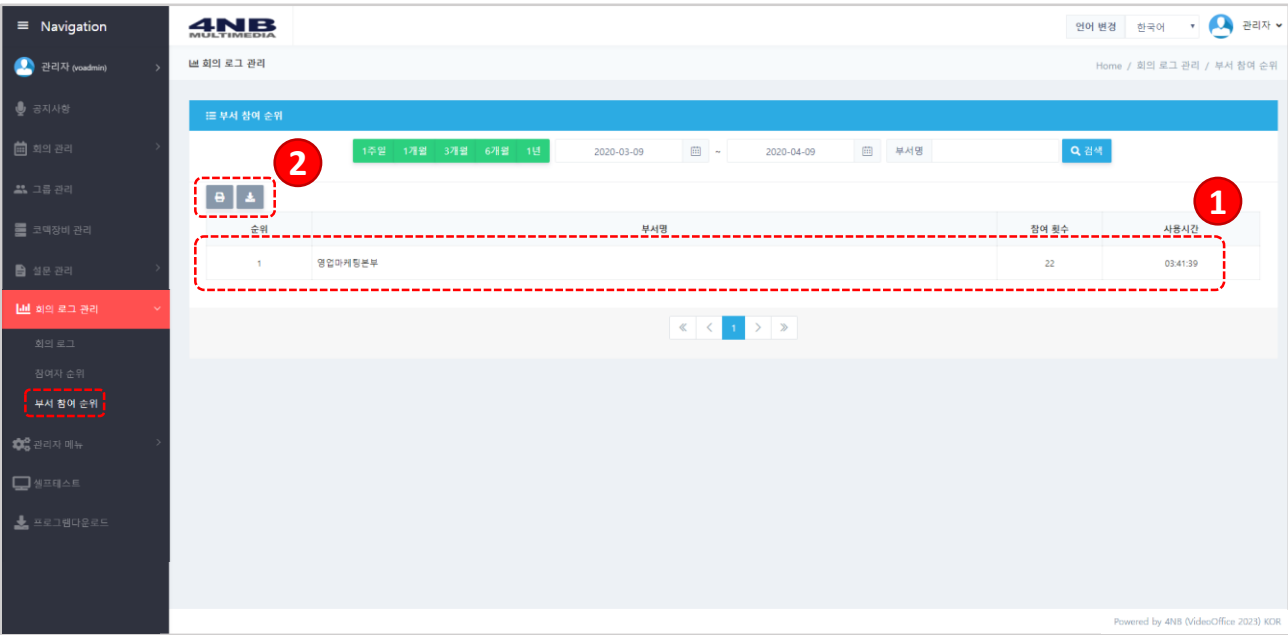 Navigation
4NB
MULTIMEDIA
언어 변경 한국어 관리자
관리자 (voadmin)
회의 로그 관리
Home / 회의 로그 관리 / 부서 참여 순위
공지사항
부서 참여 순위
회의 관리
1주일 1개월 3개월 6개월 1년 2020-03-09 ~ 2020-04-09 부서명 검색
2
그룹 관리
1
코덱장비 관리
순위 부서명 참여 횟수 사용시간
설문 관리
1 영업마케팅본부 22 03:41:39
회의 로그 관리
« < 1 > »
회의 로그
참여자 순위
부서 참여 순위
관리자 메뉴
셀프테스트
프로그램다운로드
Powered by 4NB (VideoOffice 2023) KOR